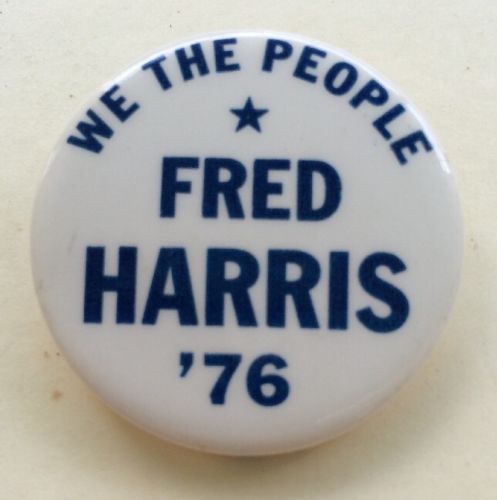 WE THE PEOPLE
FRED
HARRIS
'76